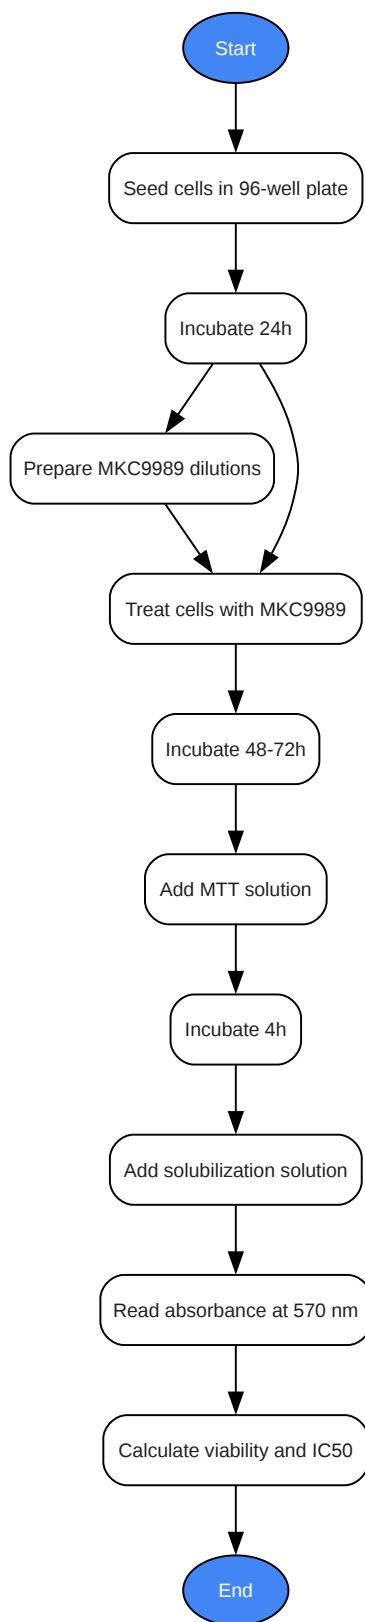 Start
Seed cells in 96-well plate
Incubate 24h
Prepare MKC9989 dilutions
Treat cells with MKC9989
Incubate 48-72h
Add MTT solution
Incubate 4h
Add solubilization solution
Read absorbance at 570 nm
Calculate viability and IC50
End